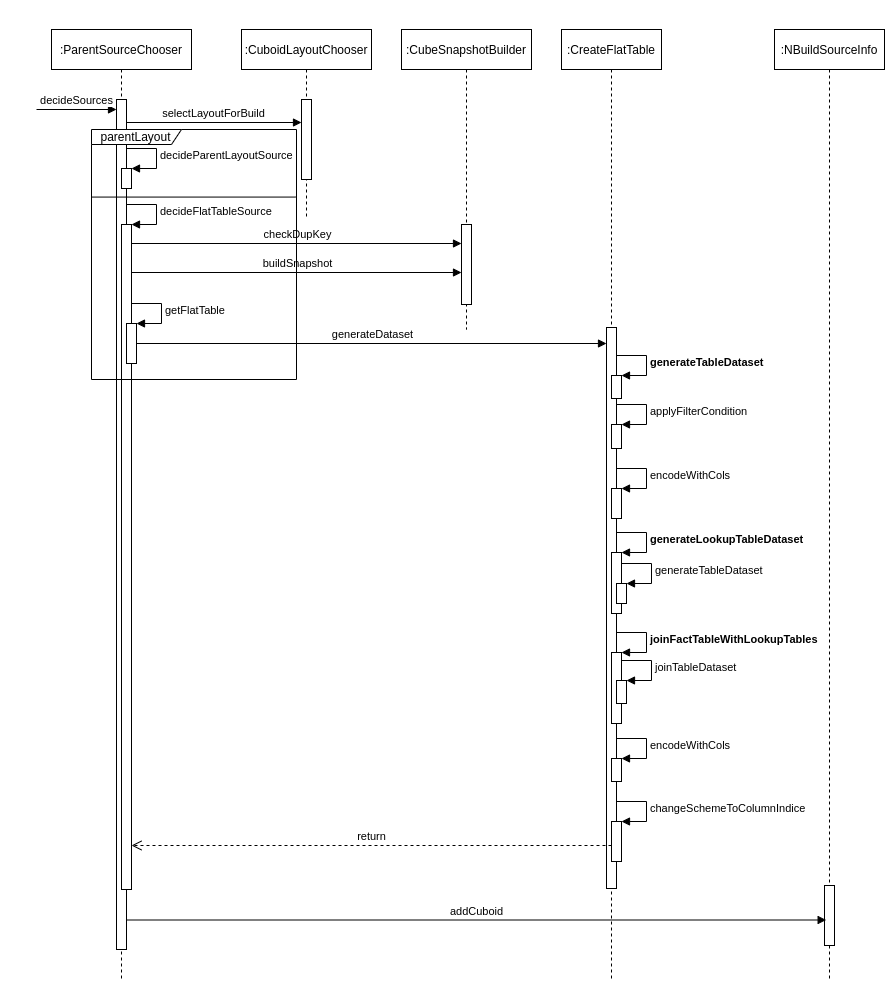 :ParentSourceChooser
:CuboidLayoutChooser
:CubeSnapshotBuilder
:CreateFlatTable
:NBuildSourceInfo
decideSources
selectLayoutForBuild
parentLayout
decideParentLayoutSource
decideFlatTableSource
checkDupKey
buildSnapshot
getFlatTable
generateDataset
generateTableDataset
applyFilterCondition
encodeWithCols
generateLookupTableDataset
generateTableDataset
joinFactTableWithLookupTables
joinTableDataset
encodeWithCols
changeSchemeToColumnIndice
return
addCuboid